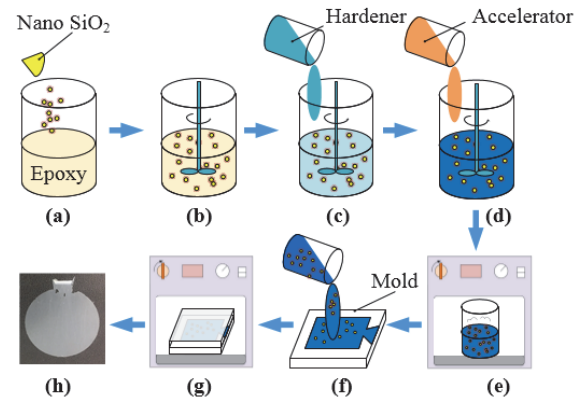 Nano SiO₂
Hardener
Accelerator
Epoxy
(a)
(b)
(c)
(d)
Mold
(h)
(g)
(f)
(e)